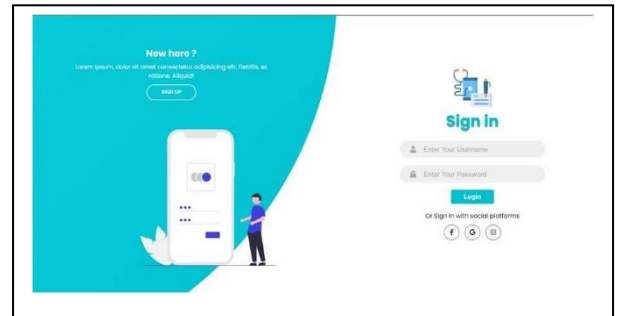 New here ?
Lorem ipsum, dolor sit amet consectetur adipisicing elit. Debitis, ex
ratione. Aliquid!
SIGN UP
Sign in
Enter Your Username
Enter Your Password
Login
Or Sign in with social platforms